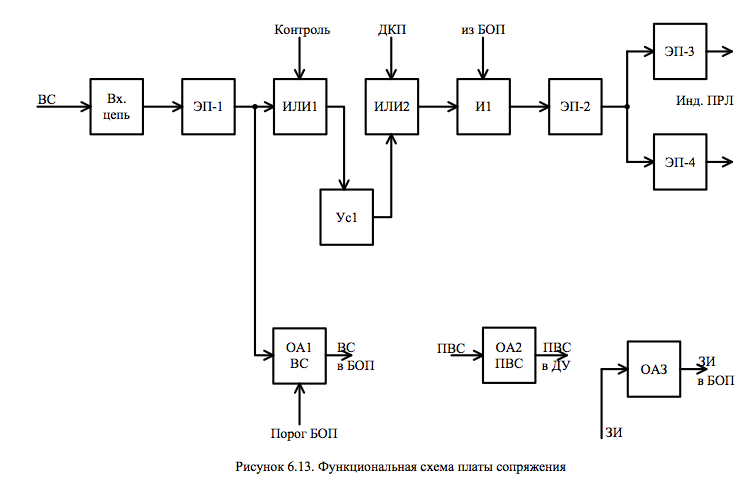 Контроль
ДКП
из БОП
ЭП-3
ВС
Вх.
цепь
ЭП-1
ИЛИ1
ИЛИ2
И1
ЭП-2
Инд. ПРЛ
ЭП-4
Ус1
ОА1
ВС
ВС
в БОП
ПВС
ОА2
ПВС
ПВС
в ДУ
ОА3
ЗИ
в БОП
Порог БОП
ЗИ
Рисунок 6.13. Функциональная схема платы сопряжения